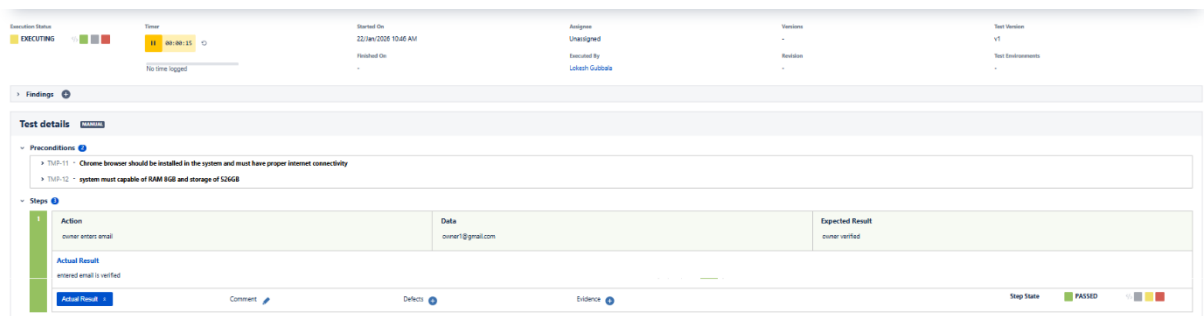 Execution Status Timer Started On Assignee Versions Test Version
EXECUTING 00:00:15 22/Jan/2026 10:46 AM Unassigned - v1
Finished On Executed By Revision Test Environments
No time logged - Lokesh Gubbala - -
Findings
Test details MANUAL
Preconditions 2
TMP-11 - Chrome browser should be installed in the system and must have proper internet connectivity
TMP-12 - system must capable of RAM 8GB and storage of 526GB
Steps
1 Action Data Expected Result
owner enters email owner1@gmail.com owner verified
Actual Result
entered email is verified
Actual Result Comment Defects Evidence Step State PASSED